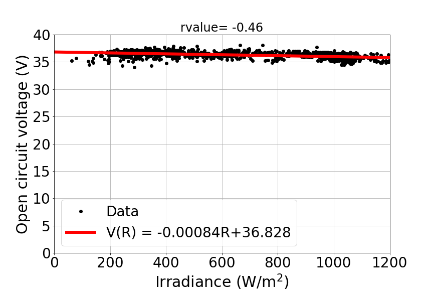 rvalue= -0.46
Open circuit voltage (V)
40
35
30
25
20
15
10
5
0
Data
V(R) = -0.00084R+36.828
0 200 400 600 800 1000 1200
Irradiance (W/m²)